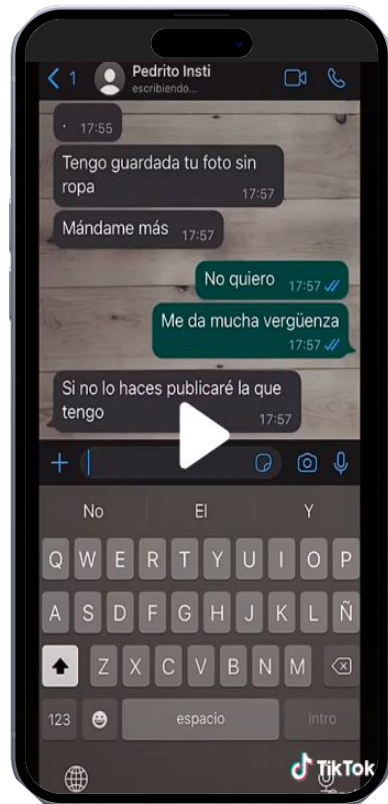 1
Pedrito Insti
escribiendo...
. 17:55
Tengo guardada tu foto sin
ropa
17:57
Mándame más 17:57
No quiero 17:57
Me da mucha vergüenza
17:57
Si no lo haces publicaré la que
tengo
17:57
No El Y
Q W E R T Y U I O P
A S D F G H J K L Ñ
Z X C V B N M
123 espacio intro
TikTok